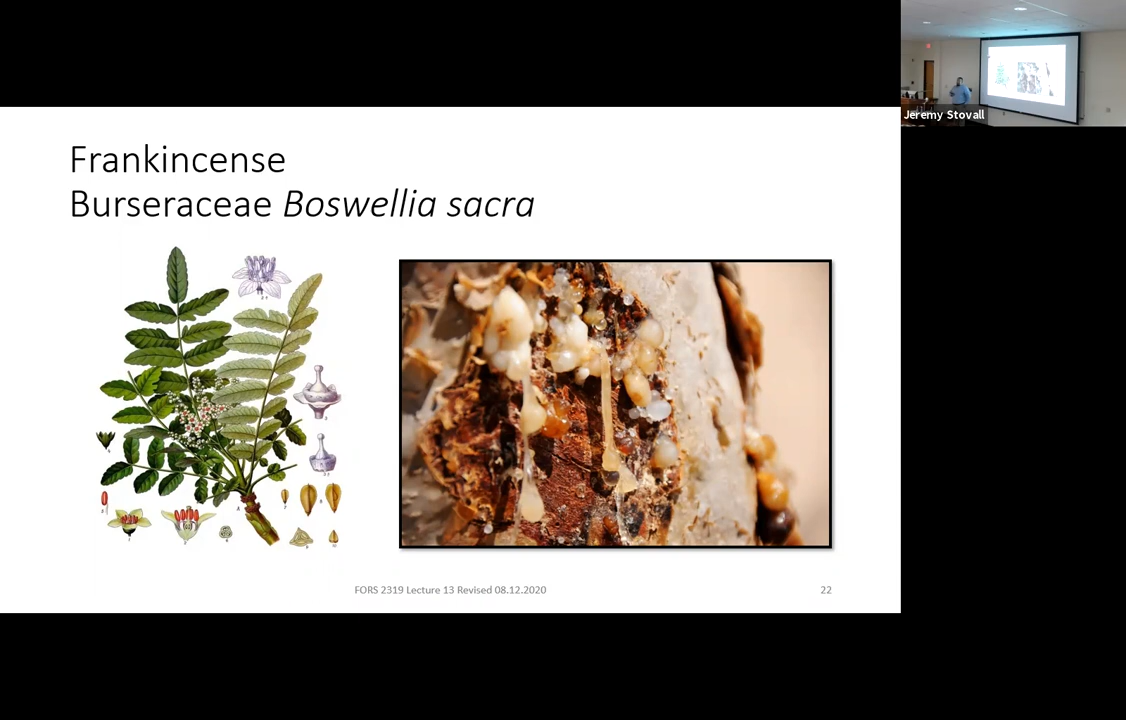 Jeremy Stovall
Frankincense
Burseraceae Boswellia sacra
FORS 2319 Lecture 13 Revised 08.12.2020
22